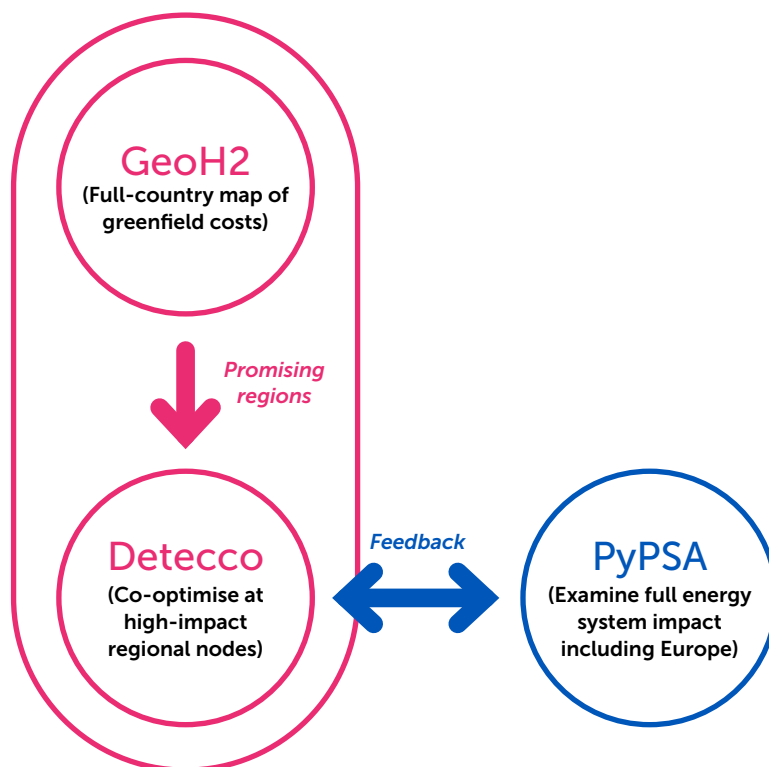 GeoH2
(Full-country map of
greenfield costs)
Promising
regions
Detecco
(Co-optimise at
high-impact
regional nodes)
Feedback
PyPSA
(Examine full energy
system impact
including Europe)